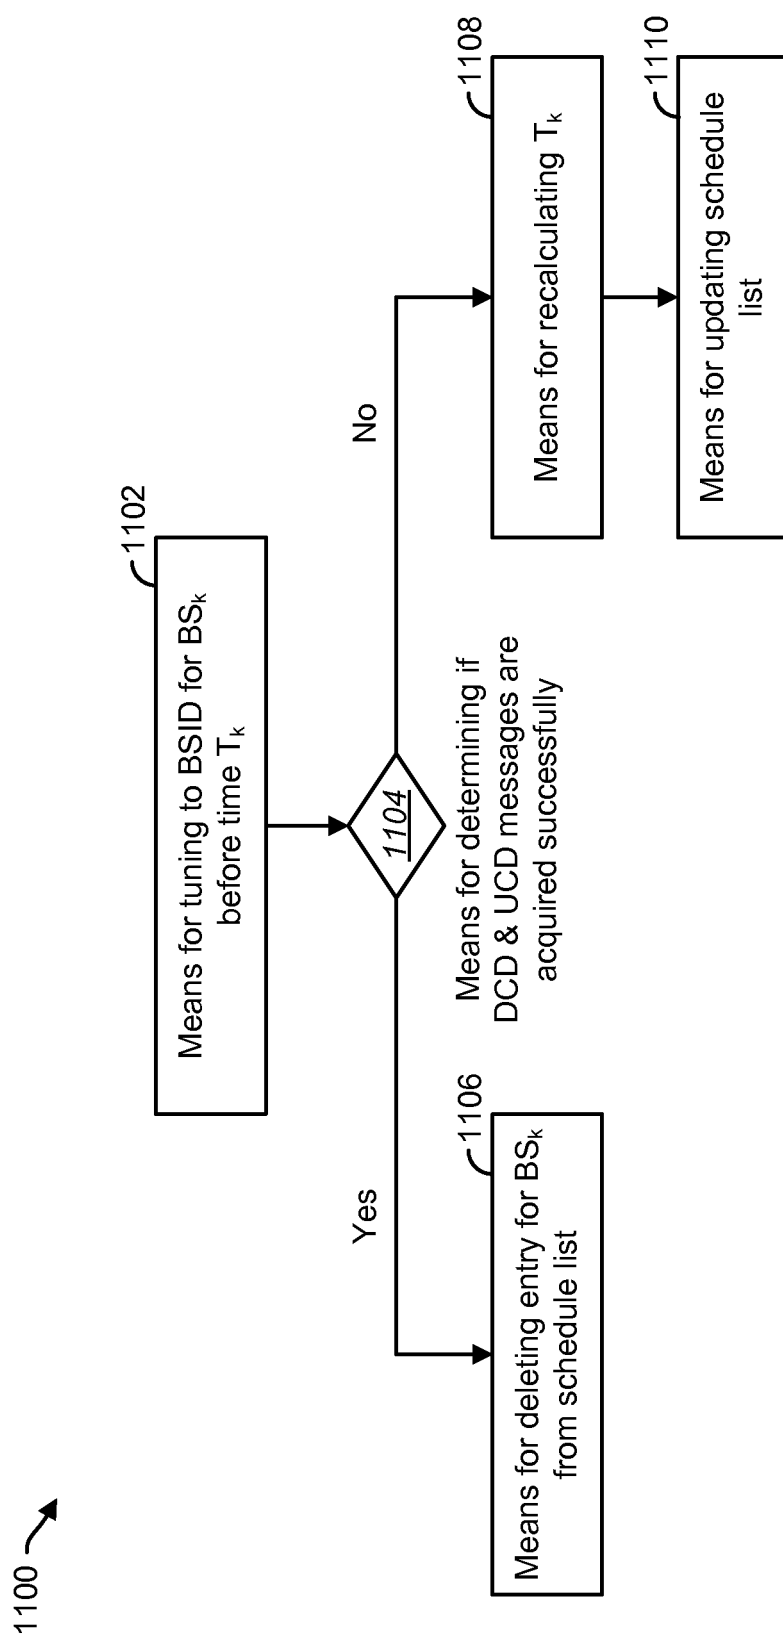 1100
1102
Means for tuning to BSID for BSk
before time Tk
1104
Means for determining if
DCD & UCD messages are
acquired successfully
Yes
No
1106
Means for deleting entry for BSk
from schedule list
1108
Means for recalculating Tk
1110
Means for updating schedule
list